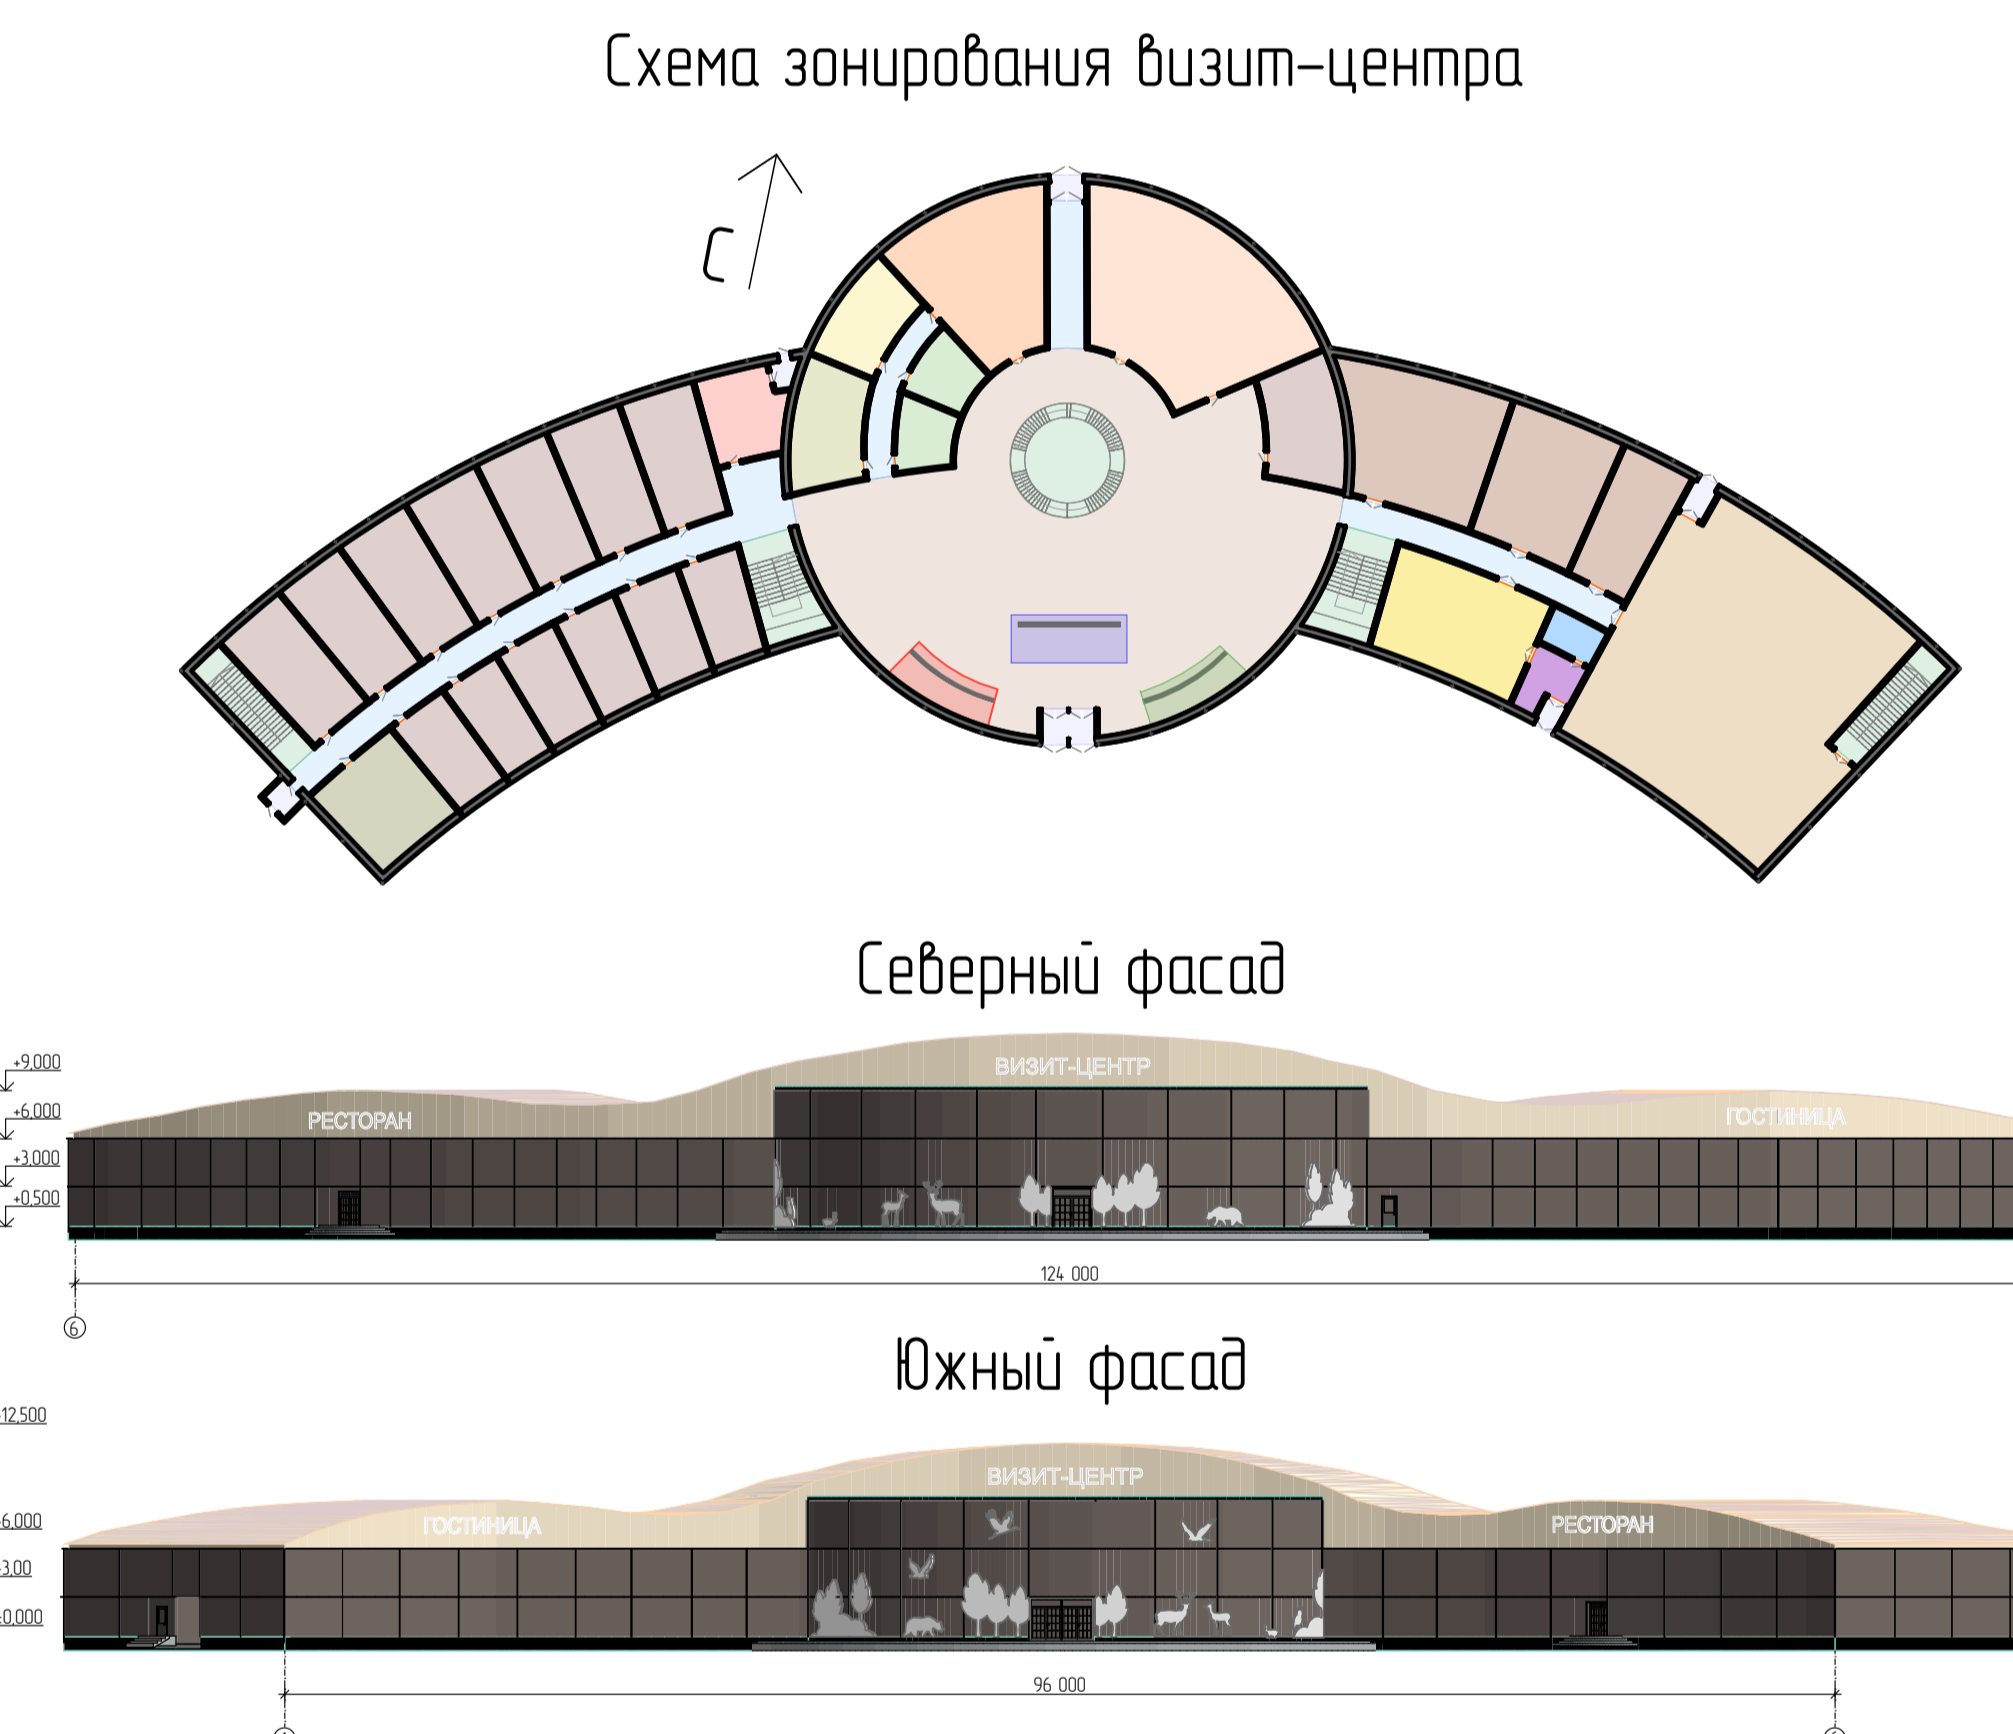 Схема зонирования визит-центра
С
Северный фасад
+9,000
ВИЗИТ-ЦЕНТР
+6,000
РЕСТОРАН
ГОСТИНИЦА
+3,000
+0,500
124 000
6
Южный фасад
12,500
ВИЗИТ-ЦЕНТР
6,000
ГОСТИНИЦА
РЕСТОРАН
3,00
0,000
96 000